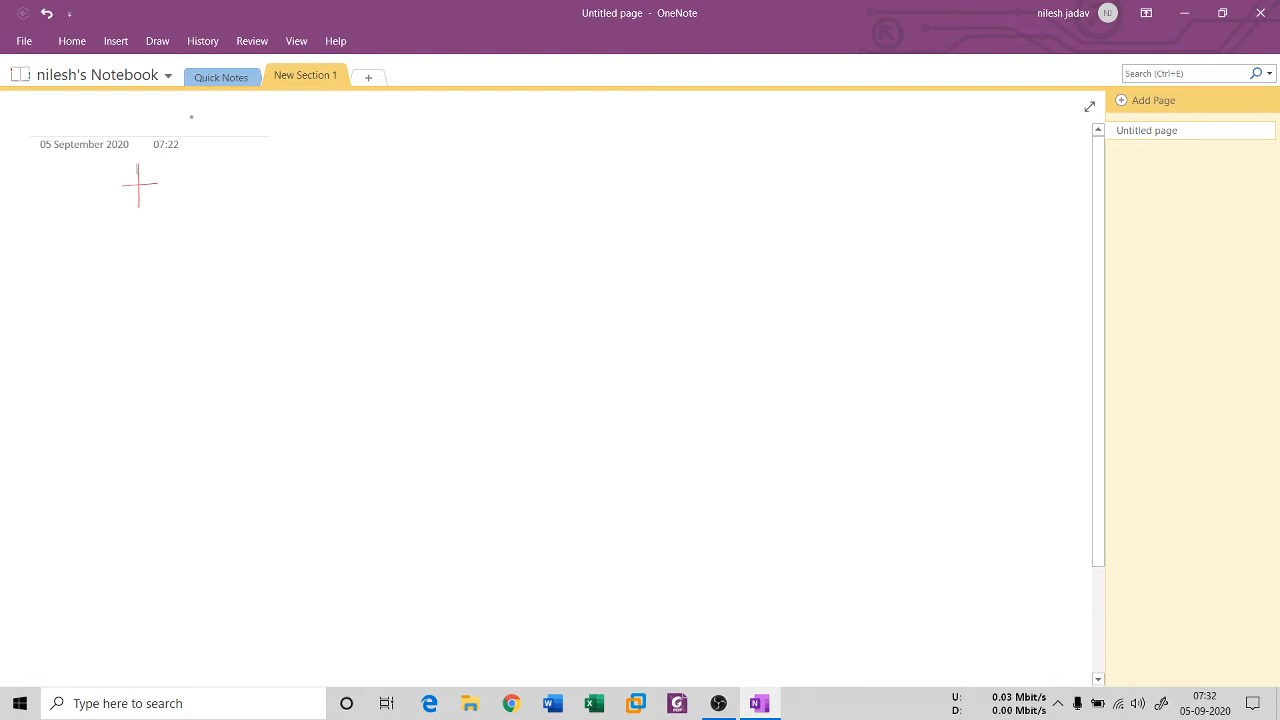 Untitled page - OneNote
nilesh jadav NJ
File Home Insert Draw History Review View Help
nilesh's Notebook Quick Notes New Section 1 +
Search (Ctrl+E)
Add Page
Untitled page
05 September 2020 07:22
Type here to search
U: 0.03 Mbit/s
D: 0.00 Mbit/s
07:32
05-09-2020